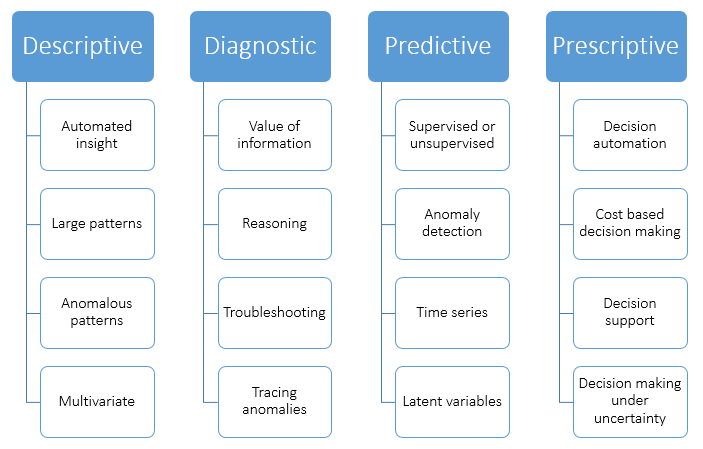 Descriptive
Automated
insight
Large patterns
Anomalous
patterns
Multivariate
Diagnostic
Value of
information
Reasoning
Troubleshooting
Tracing
anomalies
Predictive
Supervised or
unsupervised
Anomaly
detection
Time series
Latent variables
Prescriptive
Decision
automation
Cost based
decision making
Decision
support
Decision making
under
uncertainty